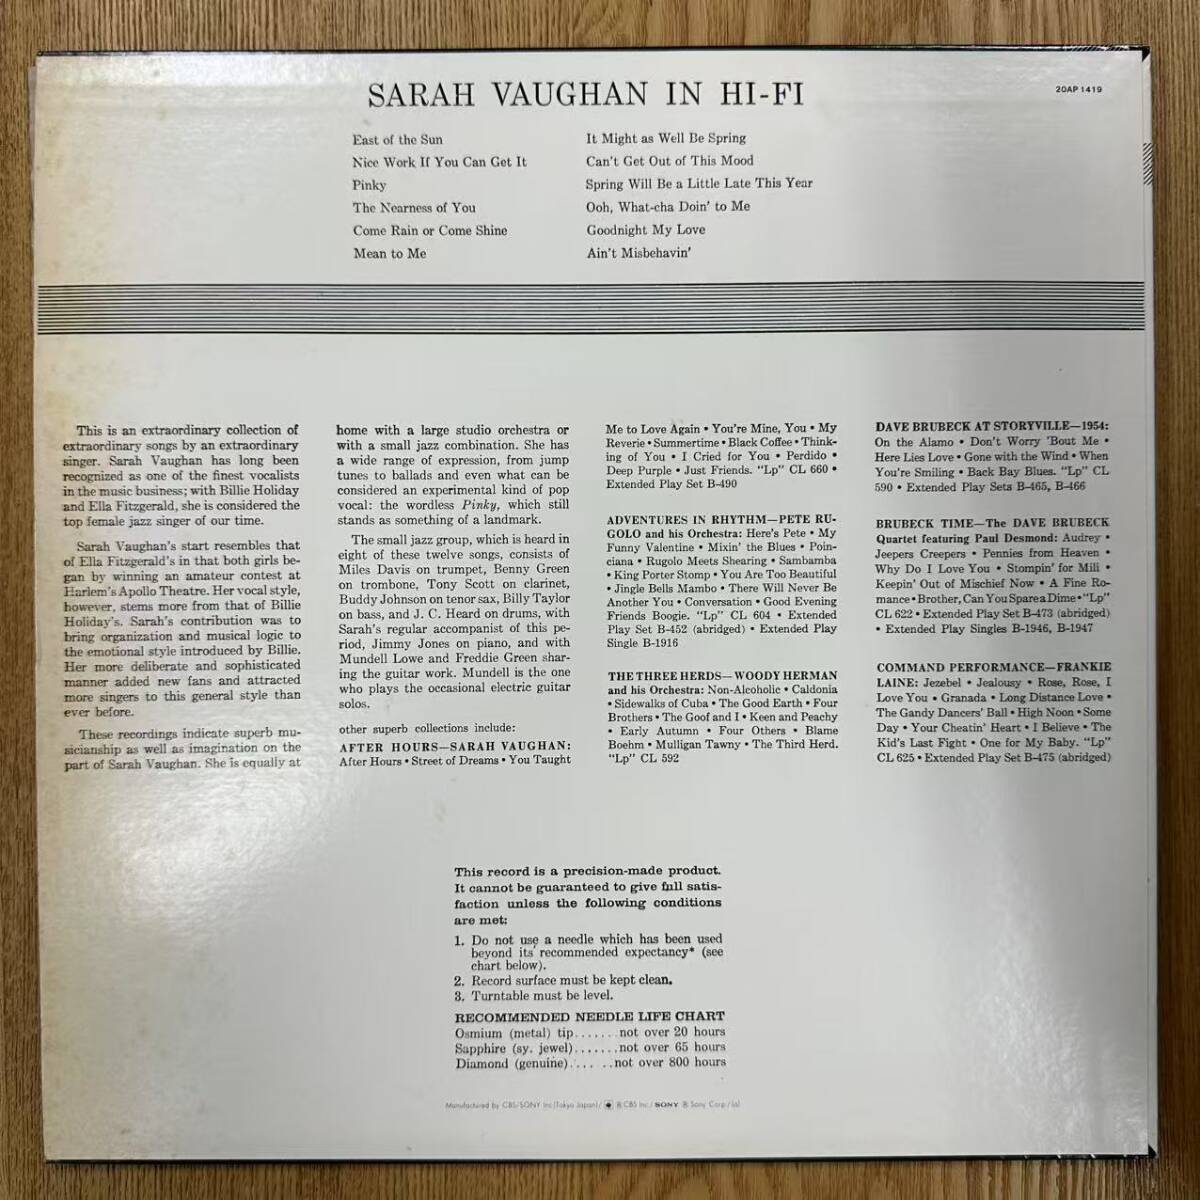 SARAH VAUGHAN IN HI-FI
20AP 1419
East of the Sun
Nice Work If You Can Get It
Pinky
The Nearness of You
Come Rain or Come Shine
Mean to Me
It Might as Well Be Spring
Can't Get Out of This Mood
Spring Will Be a Little Late This Year
Ooh, What-cha Doin' to Me
Goodnight My Love
Ain't Misbehavin'
This is an extraordinary collection of
extraordinary songs by an extraordinary
singer. Sarah Vaughan has long been
recognized as one of the finest vocalists
in the music business; with Billie Holiday
and Ella Fitzgerald, she is considered the
top female jazz singer of our time.
Sarah Vaughan's start resembles that
of Ella Fitzgerald's in that both girls be-
gan by winning an amateur contest at
Harlem's Apollo Theatre. Her vocal style,
however, stems more from that of Billie
Holiday's. Sarah's contribution was to
bring organization and musical logic to
the emotional style introduced by Billie.
Her more deliberate and sophisticated
manner added new fans and attracted
more singers to this general style than
ever before.
These recordings indicate superb mu-
sicianship as well as imagination on the
part of Sarah Vaughan. She is equally at
home with a large studio orchestra or
with a small jazz combination. She has
a wide range of expression, from jump
tunes to ballads and even what can be
considered an experimental kind of pop
vocal: the wordless Pinky, which still
stands as something of a landmark.
The small jazz group, which is heard in
eight of these twelve songs, consists of
Miles Davis on trumpet, Benny Green
on trombone, Tony Scott on clarinet,
Buddy Johnson on tenor sax, Billy Taylor
on bass, and J. C. Heard on drums, with
Sarah's regular accompanist of this pe-
riod, Jimmy Jones on piano, and with
Mundell Lowe and Freddie Green shar-
ing the guitar work. Mundell is the one
who plays the occasional electric guitar
solos.
other superb collections include:
AFTER HOURS—SARAH VAUGHAN:
After Hours • Street of Dreams • You Taught
Me to Love Again • You're Mine, You • My
Reverie • Summertime • Black Coffee • Think-
ing of You • I Cried for You • Perdido •
Deep Purple • Just Friends. "Lp" CL 660 •
Extended Play Set B-490
ADVENTURES IN RHYTHM—PETE RU-
GOLO and his Orchestra: Here's Pete • My
Funny Valentine • Mixin' the Blues • Poin-
ciana • Rugolo Meets Shearing • Sambamba
• King Porter Stomp • You Are Too Beautiful
• Jingle Bells Mambo • There Will Never Be
Another You • Conversation • Good Evening
Friends Boogie. "Lp" CL 604 • Extended
Play Set B-452 (abridged) • Extended Play
Single B-1916
THE THREE HERDS—WOODY HERMAN
and his Orchestra: Non-Alcoholic • Caldonia
• Sidewalks of Cuba • The Good Earth • Four
Brothers • The Goof and I • Keen and Peachy
• Early Autumn • Four Others • Blame
Boehm • Mulligan Tawny • The Third Herd.
"Lp" CL 592
DAVE BRUBECK AT STORYVILLE—1954:
On the Alamo • Don't Worry 'Bout Me •
Here Lies Love • Gone with the Wind • When
You're Smiling • Back Bay Blues. "Lp" CL
590 • Extended Play Sets B-465, B-466
BRUBECK TIME—The DAVE BRUBECK
Quartet featuring Paul Desmond: Audrey •
Jeepers Creepers • Pennies from Heaven •
Why Do I Love You • Stompin' for Mili •
Keepin' Out of Mischief Now • A Fine Ro-
mance • Brother, Can You Spare a Dime • "Lp"
CL 622 • Extended Play Set B-473 (abridged)
• Extended Play Singles B-1946, B-1947
COMMAND PERFORMANCE—FRANKIE
LAINE: Jezebel • Jealousy • Rose, Rose, I
Love You • Granada • Long Distance Love •
The Gandy Dancers' Ball • High Noon • Some
Day • Your Cheatin' Heart • I Believe • The
Kid's Last Fight • One for My Baby. "Lp"
CL 625 • Extended Play Set B-475 (abridged)
This record is a precision-made product.
It cannot be guaranteed to give full satis-
faction unless the following conditions
are met:
1. Do not use a needle which has been used
beyond its recommended expectancy* (see
chart below).
2. Record surface must be kept clean.
3. Turntable must be level.
RECOMMENDED NEEDLE LIFE CHART
Osmium (metal) tip.......not over 20 hours
Sapphire (sy. jewel).......not over 65 hours
Diamond (genuine)......not over 800 hours
Manufactured by CBS/SONY Inc (Tokyo Japan)/ ® CBS Inc/ SONY ® Sony Corp/(a)